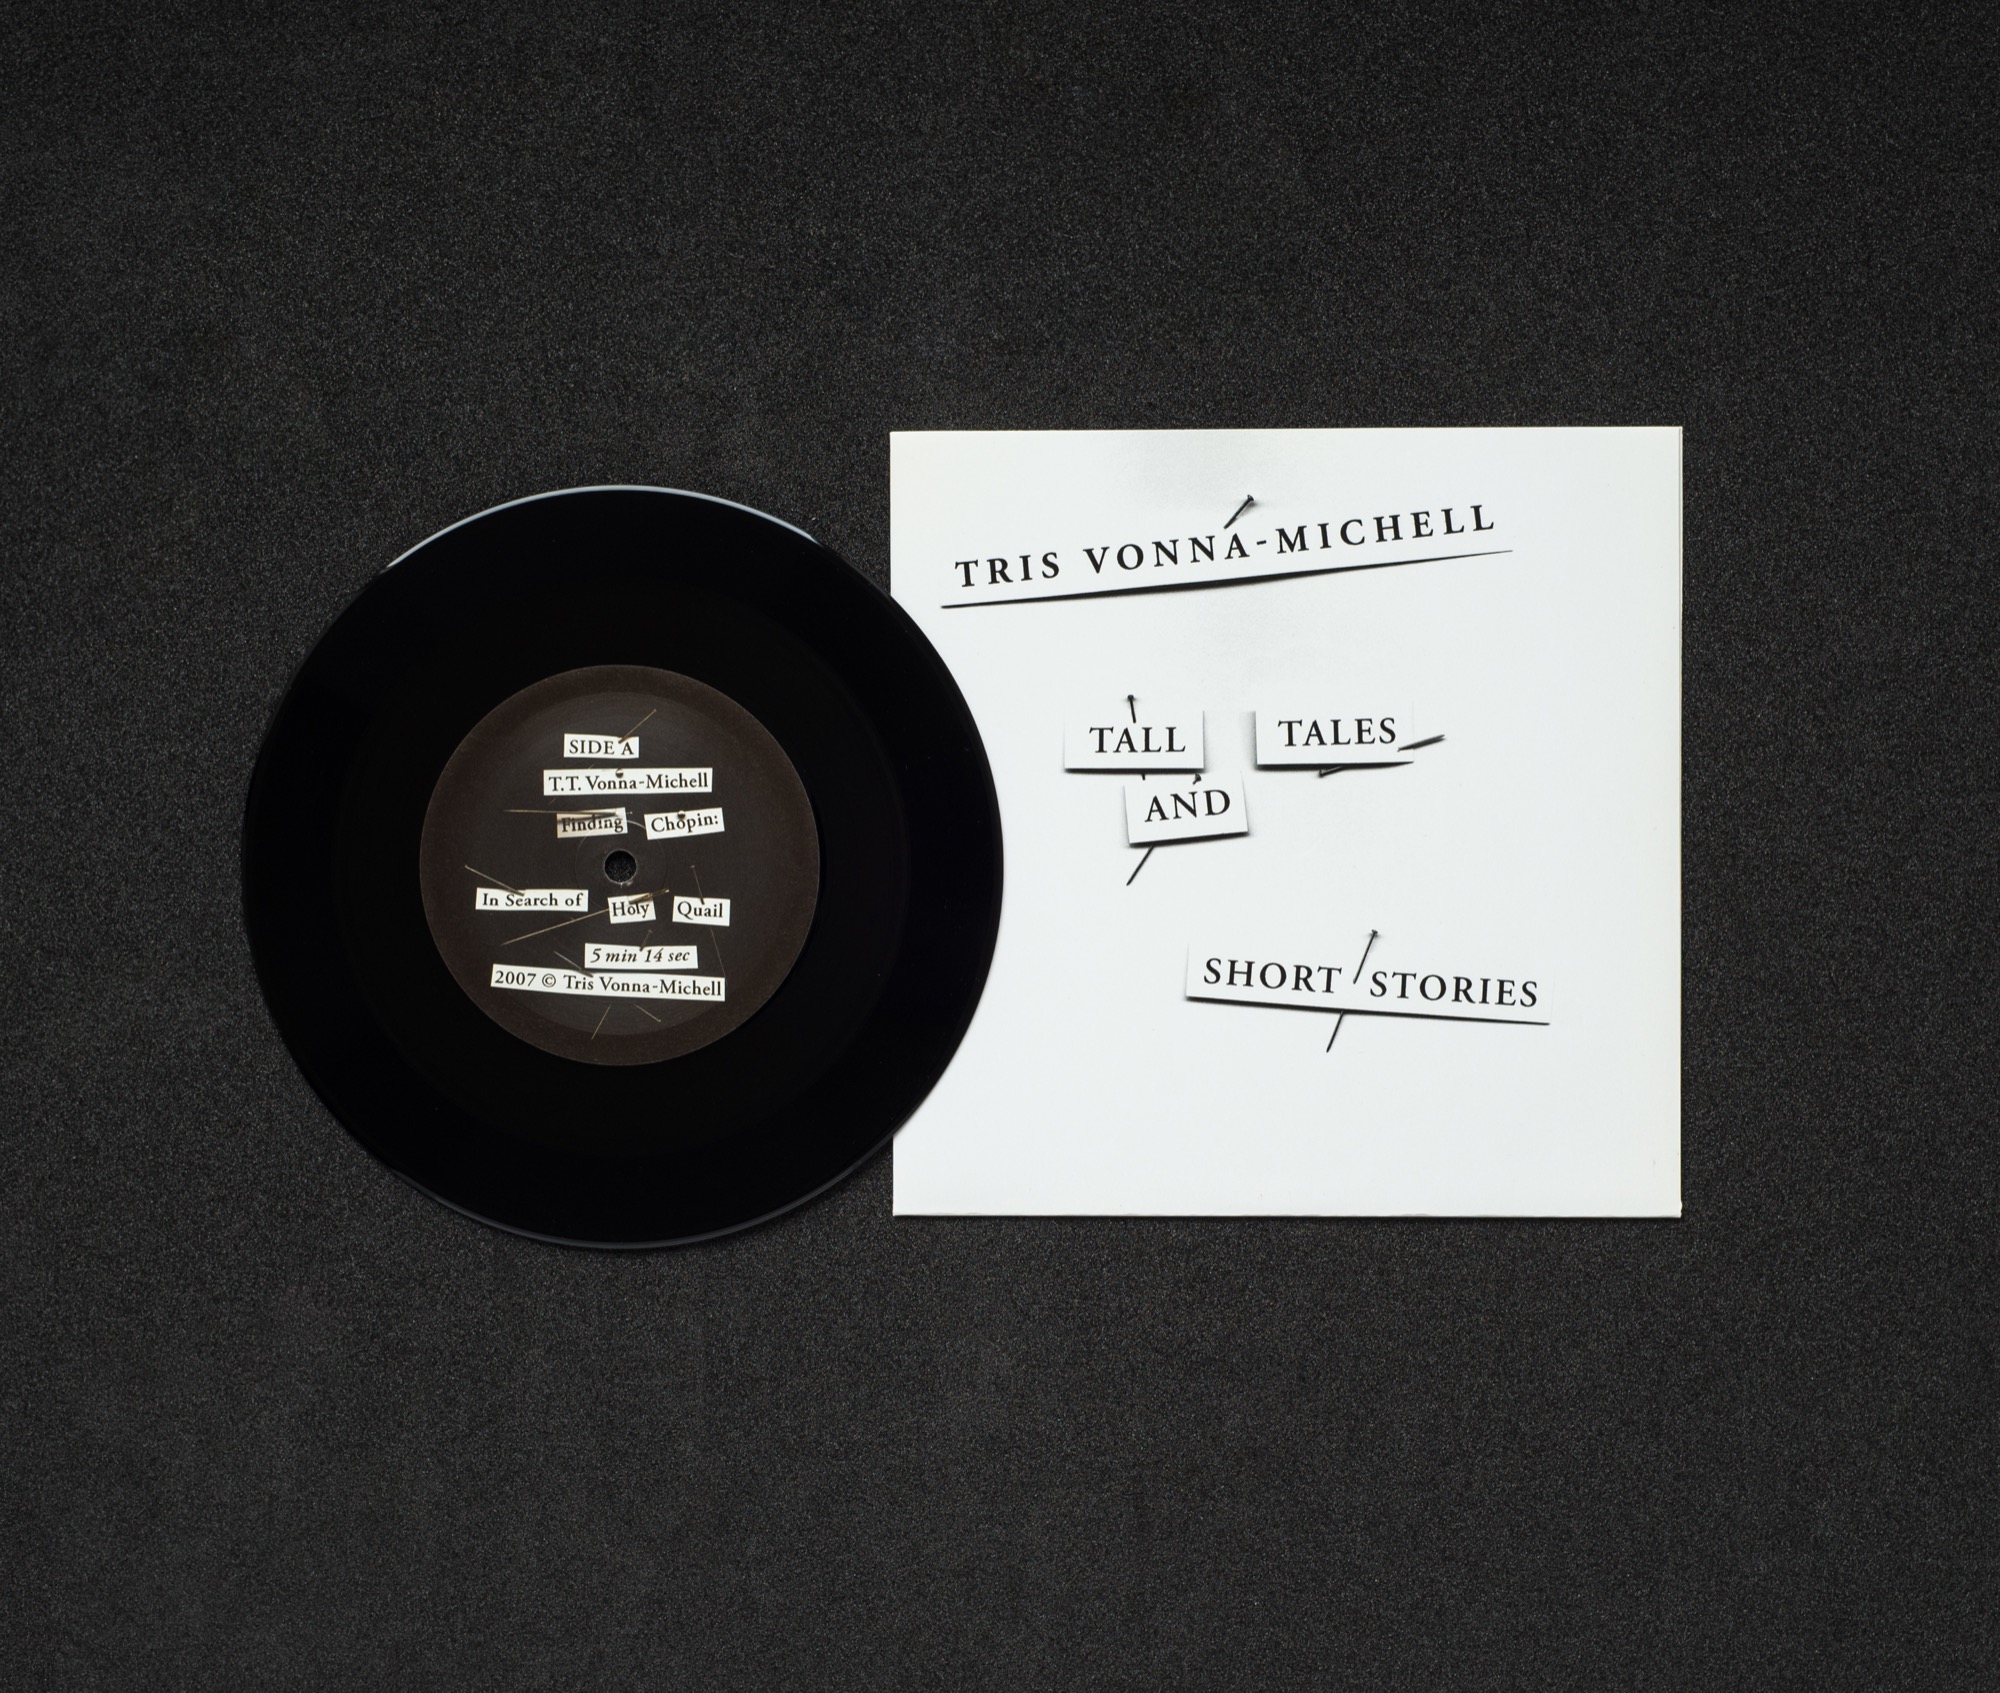 SIDE A
T.T. Vonna-Michell
Finding Chopin:
In Search of Holy Quail
5 min 14 sec
2007 © Tris Vonna-Michell
TRIS VONNA-MICHELL
TALL TALES
AND
SHORT STORIES